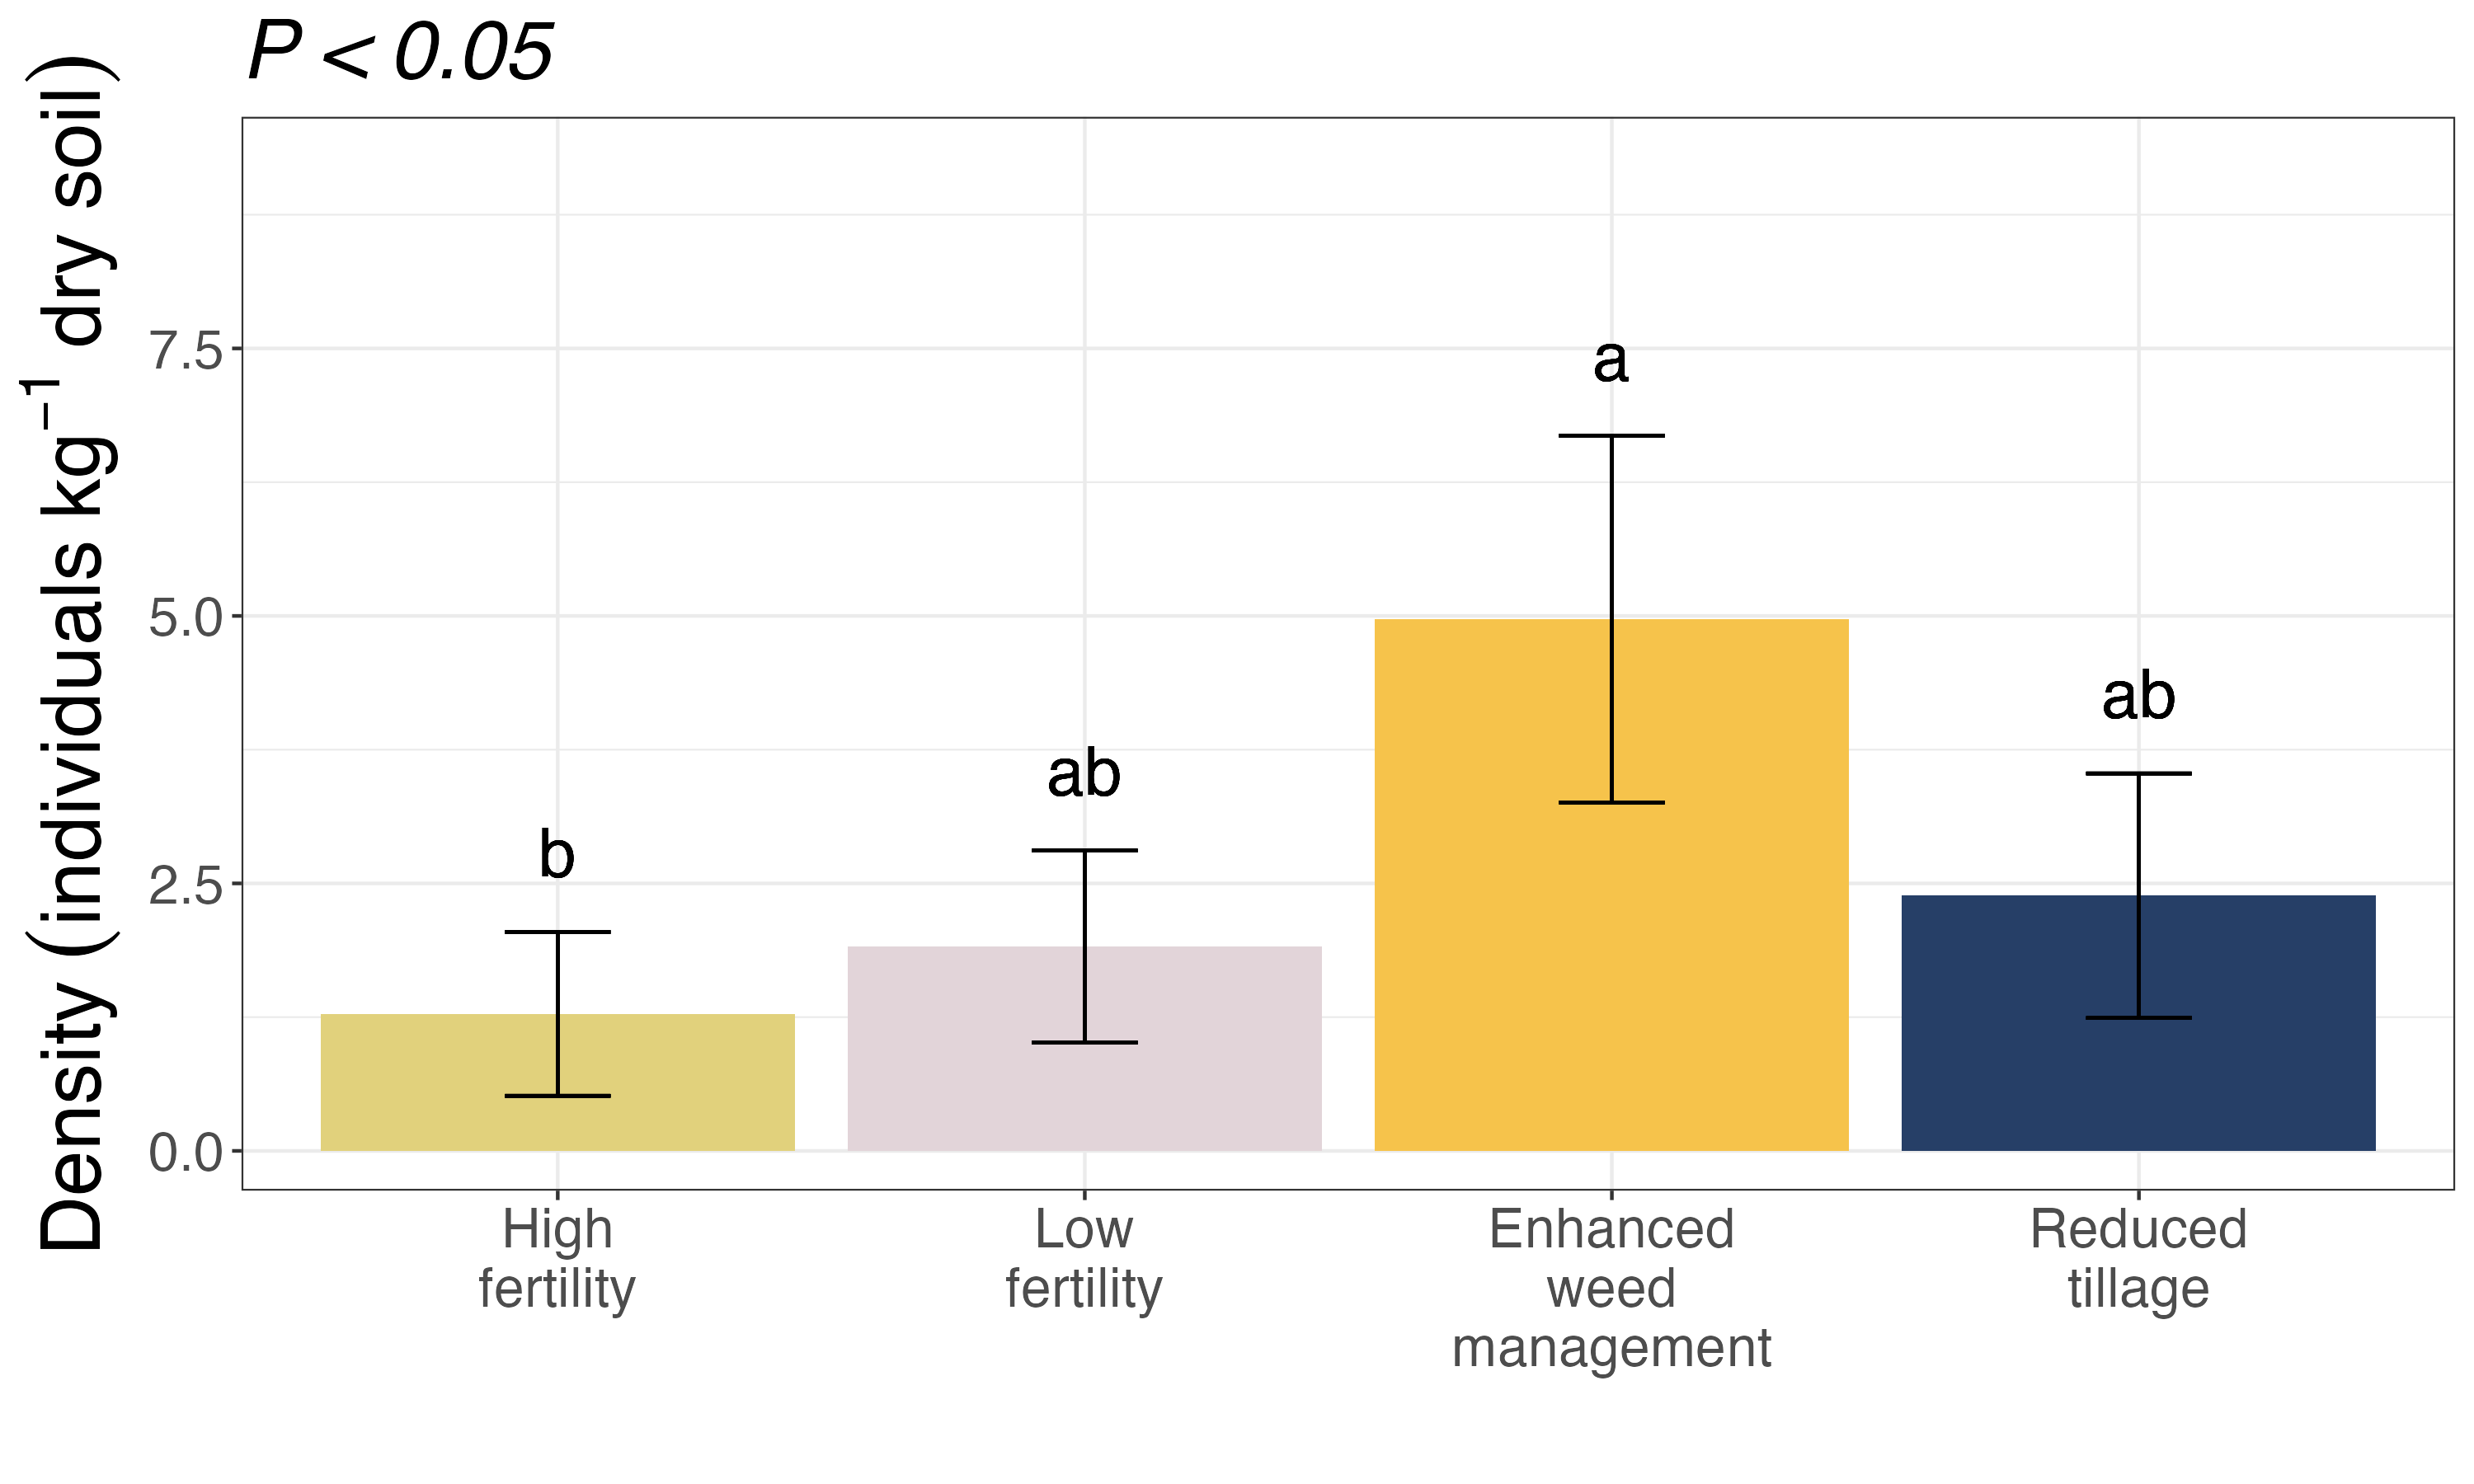 P < 0.05
Density (individuals kg⁻¹ dry soil)
7.5
5.0
2.5
0.0
b
ab
a
ab
High
fertility
Low
fertility
Enhanced
weed
management
Reduced
tillage